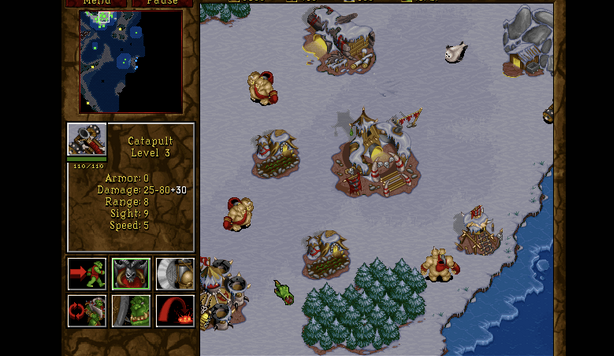 Menu
Pause
110/110
Catapult
Level 3
Armor: 0
Damage: 25-80+30
Range: 8
Sight: 9
Speed: 5